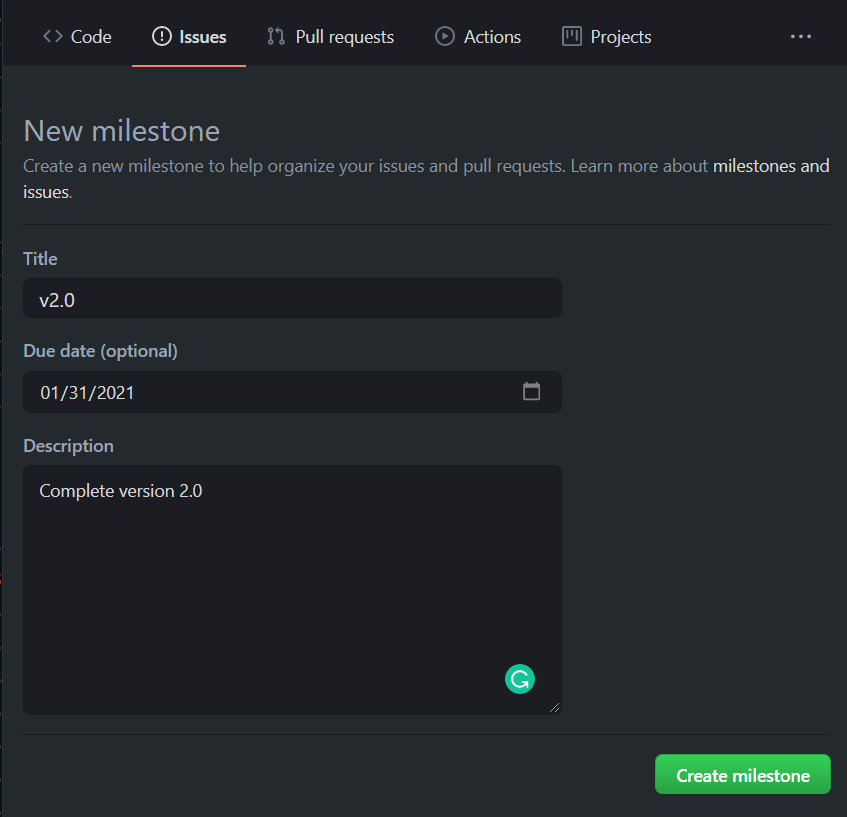 Code Issues Pull requests Actions Projects
New milestone
Create a new milestone to help organize your issues and pull requests. Learn more about milestones and
issues.
Title
v2.0
Due date (optional)
01/31/2021
Description
Complete version 2.0
Create milestone